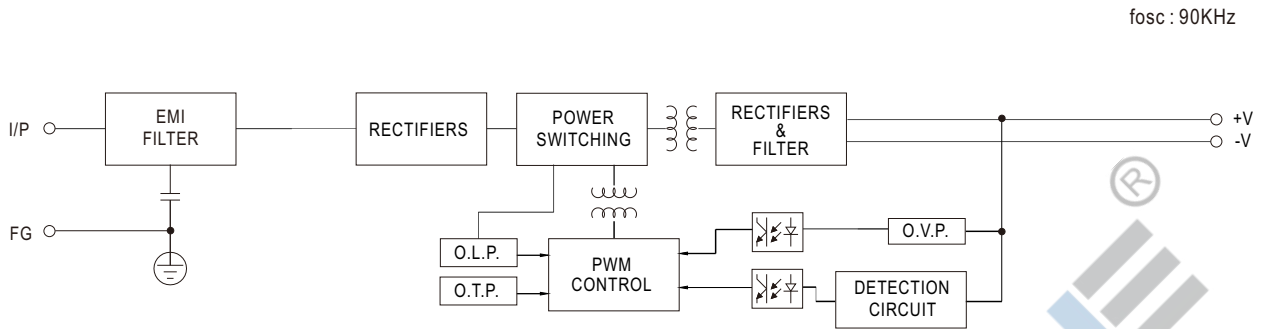 fosc : 90KHz
I/P
EMI
FILTER
RECTIFIERS
POWER
SWITCHING
RECTIFIERS
&
FILTER
+V
-V
®
FG
O.L.P.
O.T.P.
PWM
CONTROL
O.V.P.
DETECTION
CIRCUIT